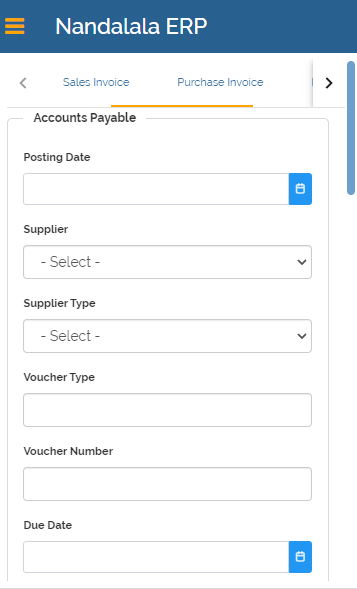 Nandalala ERP
Sales Invoice
Purchase Invoice
Accounts Payable
Posting Date
Supplier
- Select -
Supplier Type
- Select -
Voucher Type
Voucher Number
Due Date